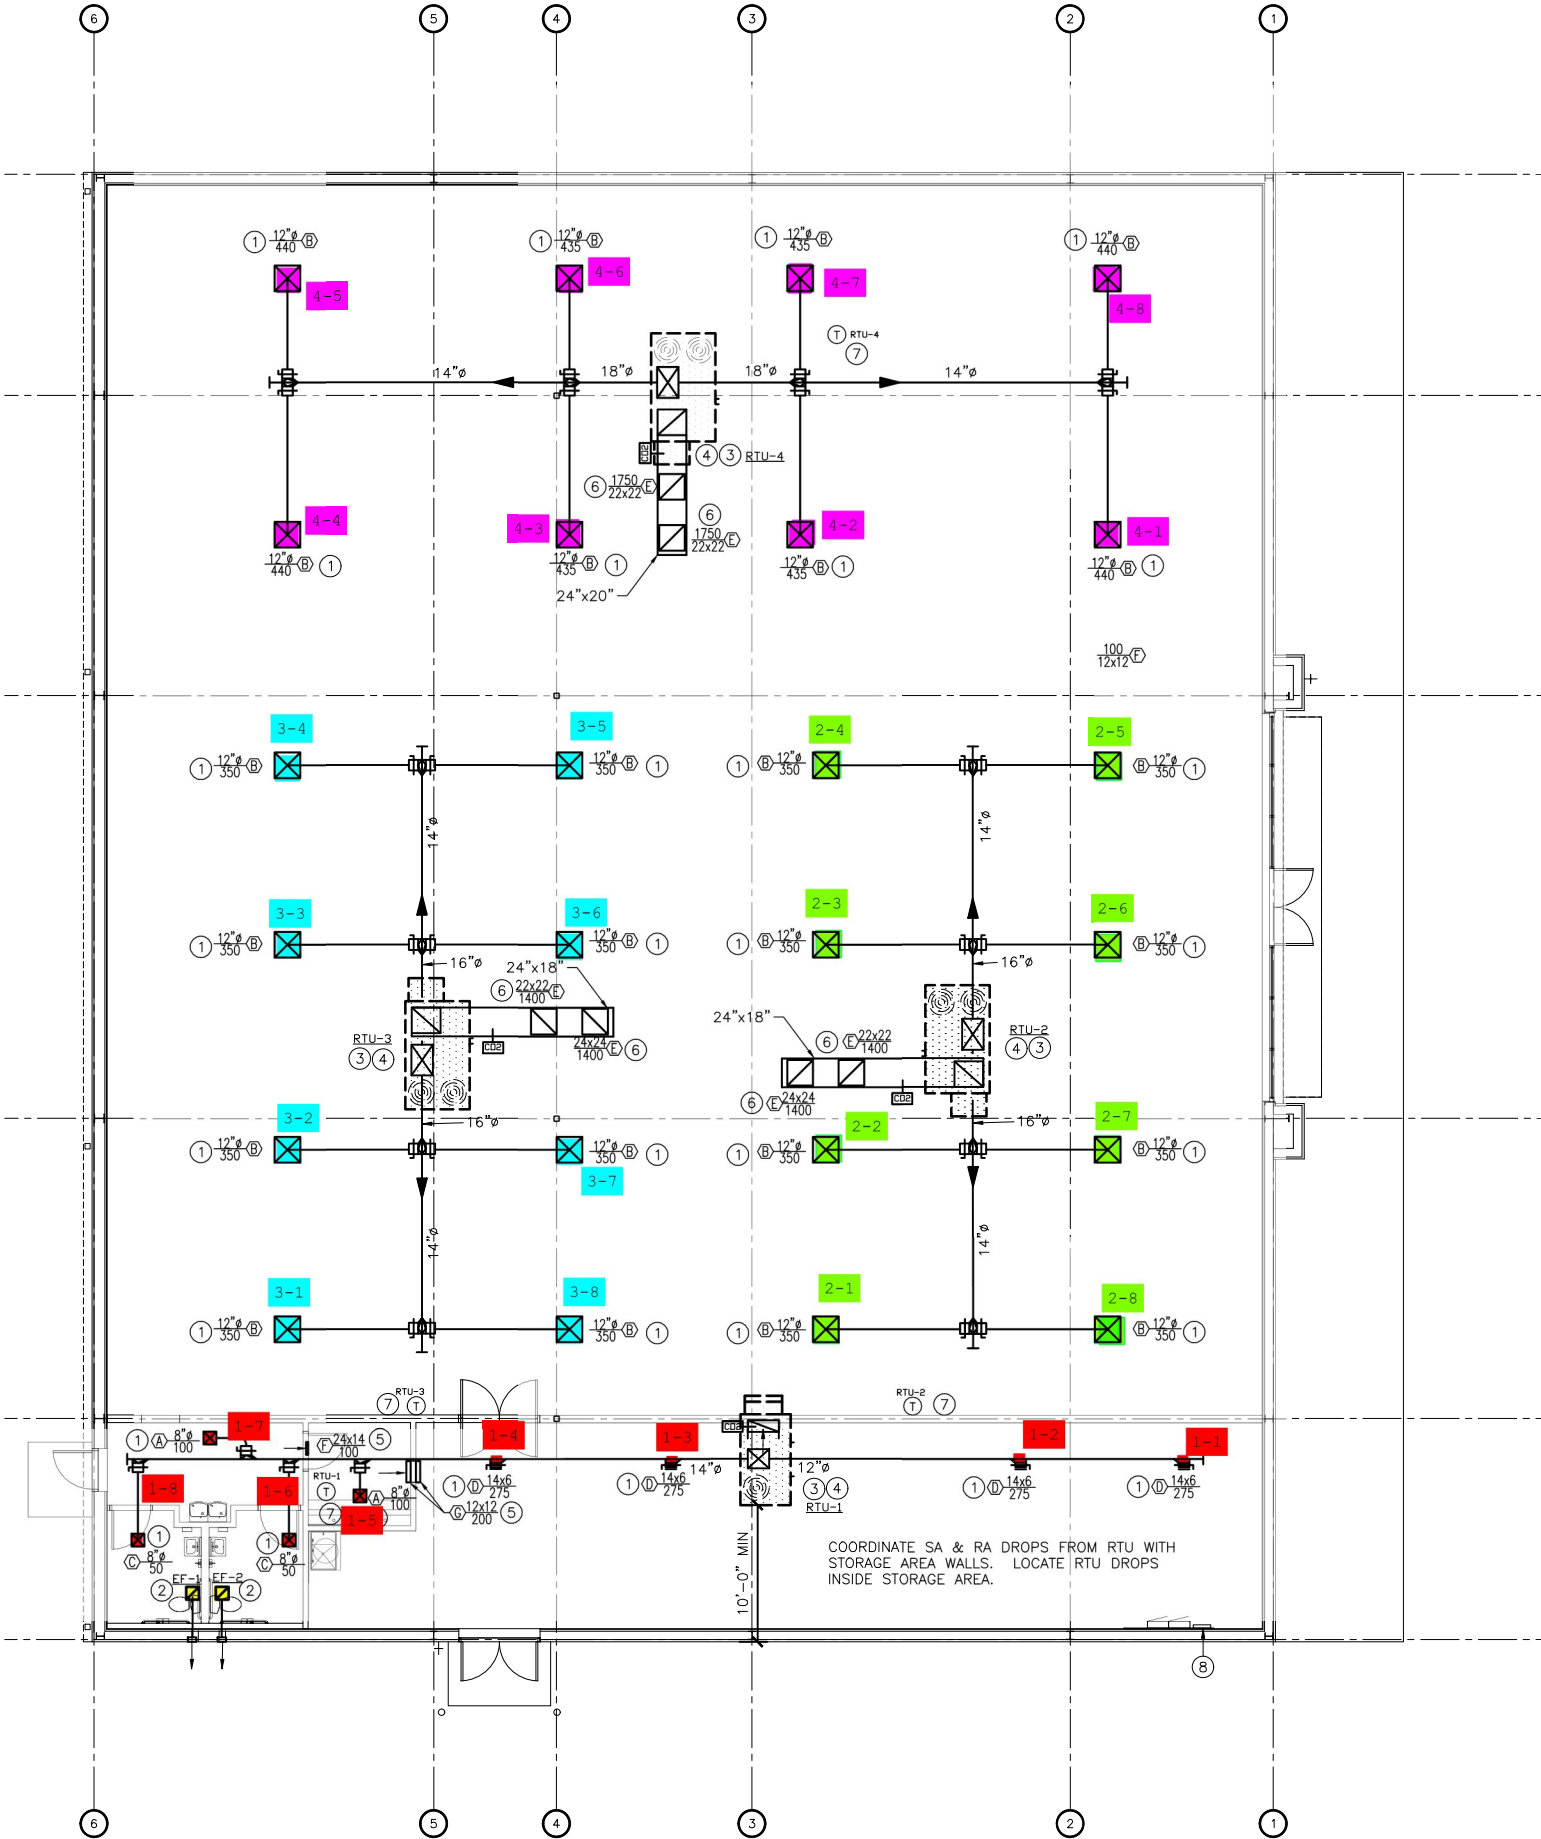 6 5 4 3 2 1
1 12"ø B 1 12"ø B 1 12"ø B 1 12"ø B
440 435 435 440
4-5 4-6 4-7 4-8
T RTU-4
7
14"ø 18"ø 18"ø 14"ø
CO2 4 3 RTU-4
6 1750 E
22x22
6
1750 E
22x22
4-4 4-3 4-2 4-1
12"ø B 1 12"ø B 1 12"ø B 1 12"ø B 1
440 435 435 440
24"x20"
100 F
12x12
3-4 3-5 2-4 2-5
1 12"ø B 12"ø B 1 1 B 12"ø B 12"ø 1
350 350 350 350
14"ø 14"ø
3-3 3-6 2-3 2-6
1 12"ø B 12"ø B 1 1 B 12"ø B 12"ø 1
350 350 350 350
16"ø 16"ø
24"x18"
6 22x22 E
1400
24"x18"
RTU-3
3 4
CO2
24x24 E 6
1400
6 E 22x22
1400
RTU-2
4 3
6 E 24x24
1400
CO2
16"ø 16"ø
3-2 3-7 2-2 2-7
1 12"ø B 12"ø B 1 1 B 12"ø B 12"ø 1
350 350 350 350
14"ø 14"ø
3-1 3-8 2-1 2-8
1 12"ø B 12"ø B 1 1 B 12"ø B 12"ø 1
350 350 350 350
RTU-3
7 T
RTU-2
T 7
1-7 1-4 1-3 1-2 1-1
CO2
1 A 8"ø
100
F 24x14 5
100
14"ø 12"ø
1 D 14x6
275
1 D 14x6
275
1 D 14x6
275
1 D 14x6
275
3 4
RTU-1
RTU-1
T
7
1-8 1-6 1-5
A 8"ø
100
G 12x12 5
200
1 1
C 8"ø C 8"ø
50 50
EF-1 EF-2
2 2
10'-0" MIN
COORDINATE SA & RA DROPS FROM RTU WITH
STORAGE AREA WALLS. LOCATE RTU DROPS
INSIDE STORAGE AREA.
8
6 5 4 3 2 1